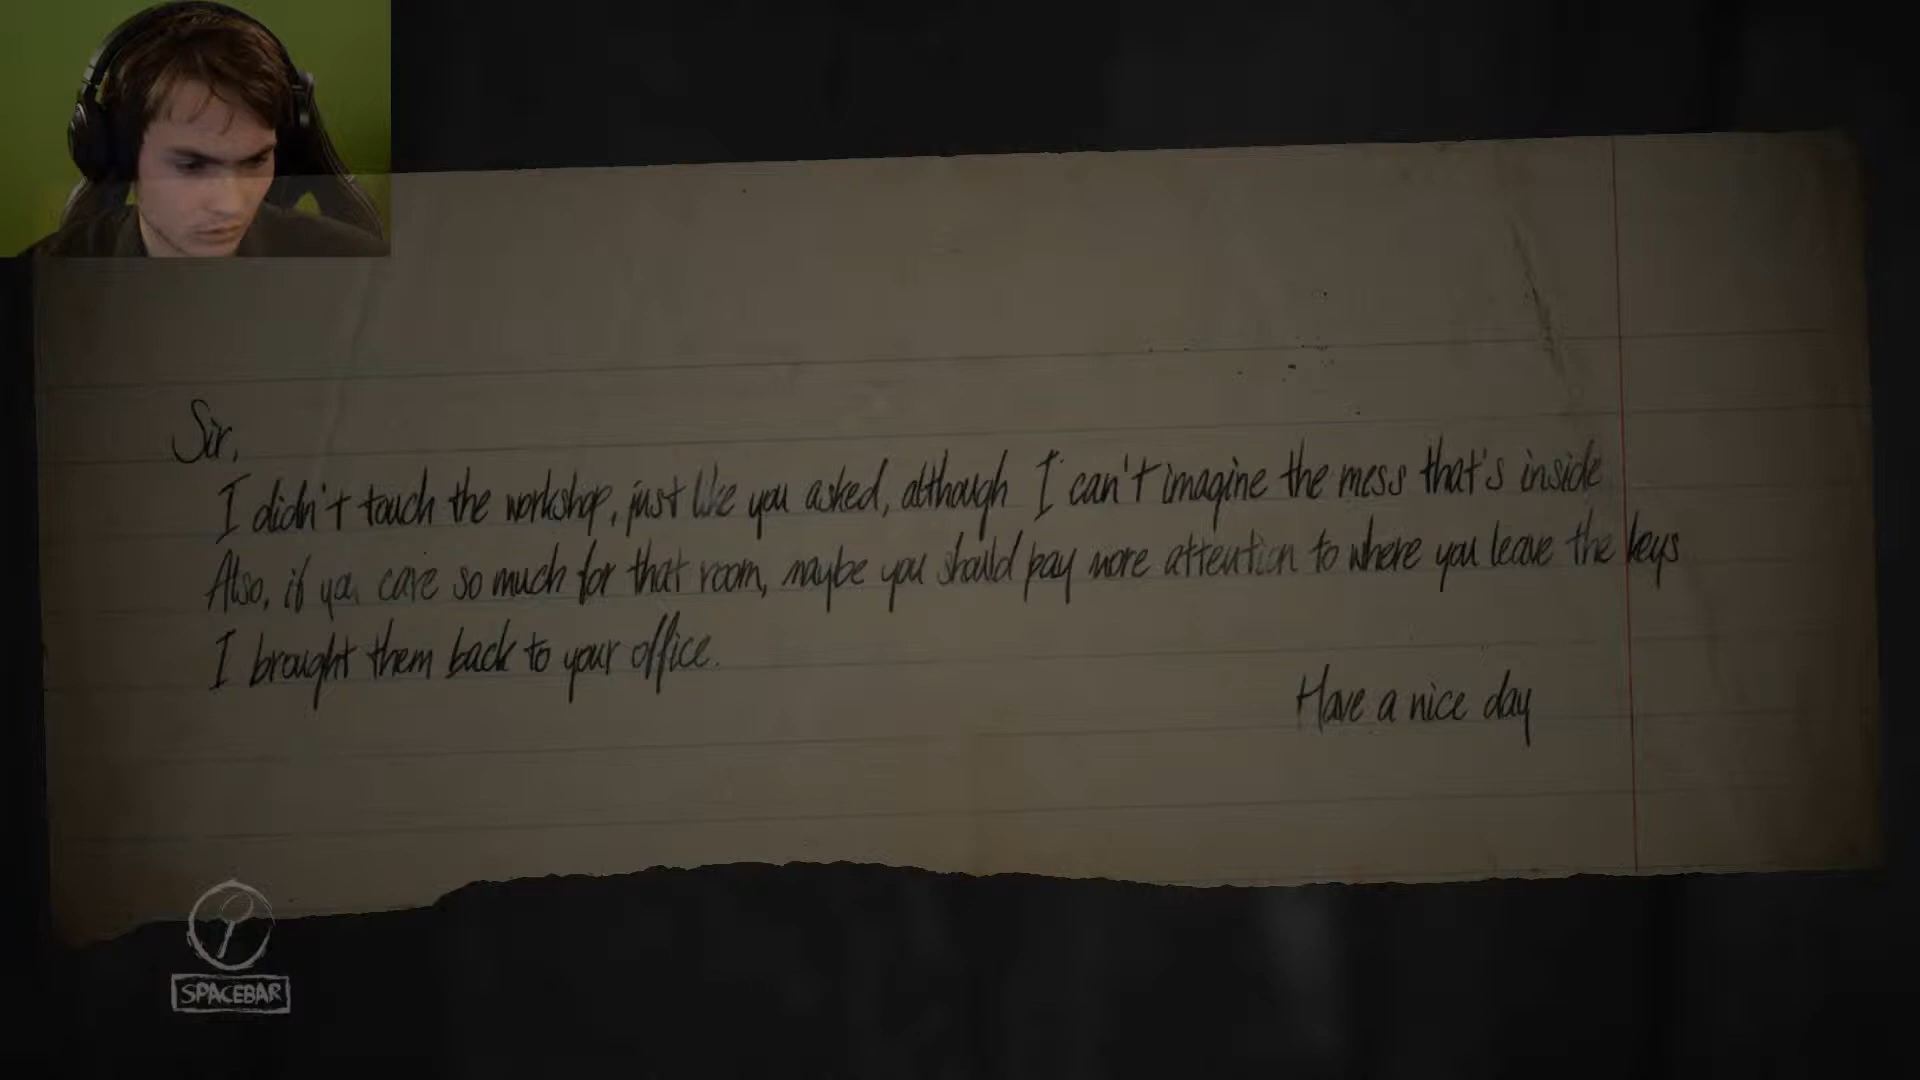 Sir,
I didn't touch the workshop, just like you asked, although I can't imagine the mess that's inside
Also, if you care so much for that room, maybe you should pay more attention to where you leave the keys
I brought them back to your office.
Have a nice day
SPACEBAR